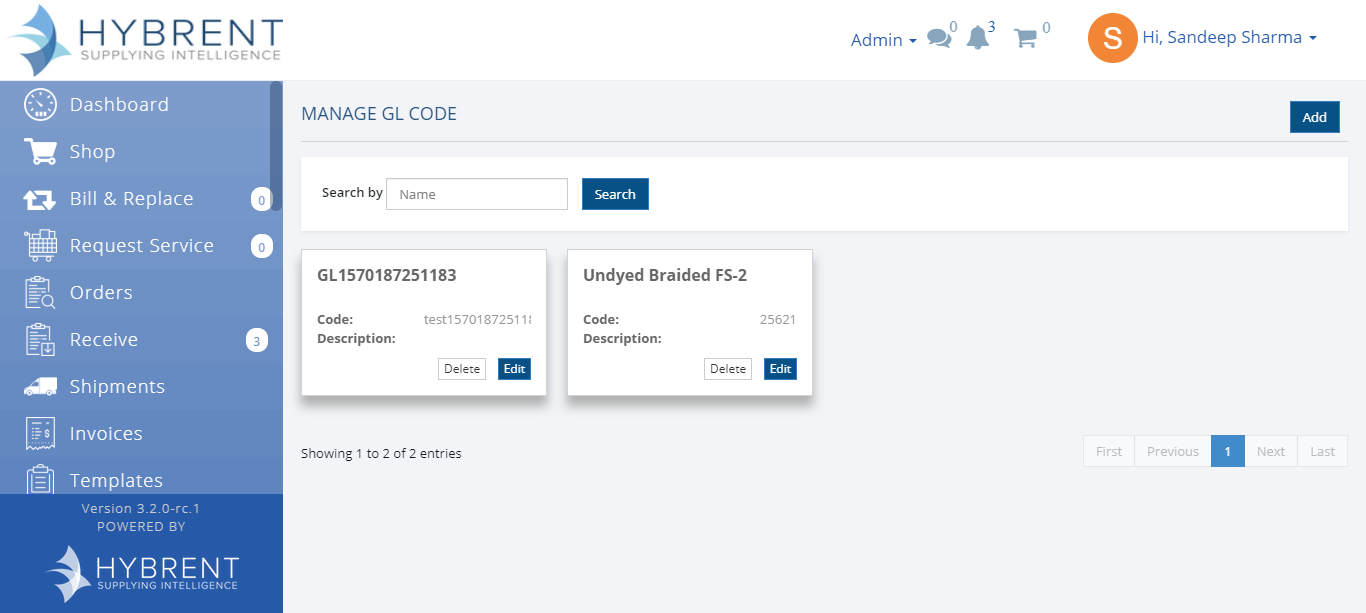 HYBRENT
SUPPLYING INTELLIGENCE
Admin
0
3
0
S
Hi, Sandeep Sharma
Dashboard
Shop
Bill & Replace
0
Request Service
0
Orders
Receive
3
Shipments
Invoices
Templates
Version 3.2.0-rc.1
POWERED BY
HYBRENT
SUPPLYING INTELLIGENCE
MANAGE GL CODE
Add
Search by
Name
Search
GL1570187251183
Code: test15701872511
Description:
Delete
Edit
Undyed Braided FS-2
Code: 25621
Description:
Delete
Edit
Showing 1 to 2 of 2 entries
First
Previous
1
Next
Last